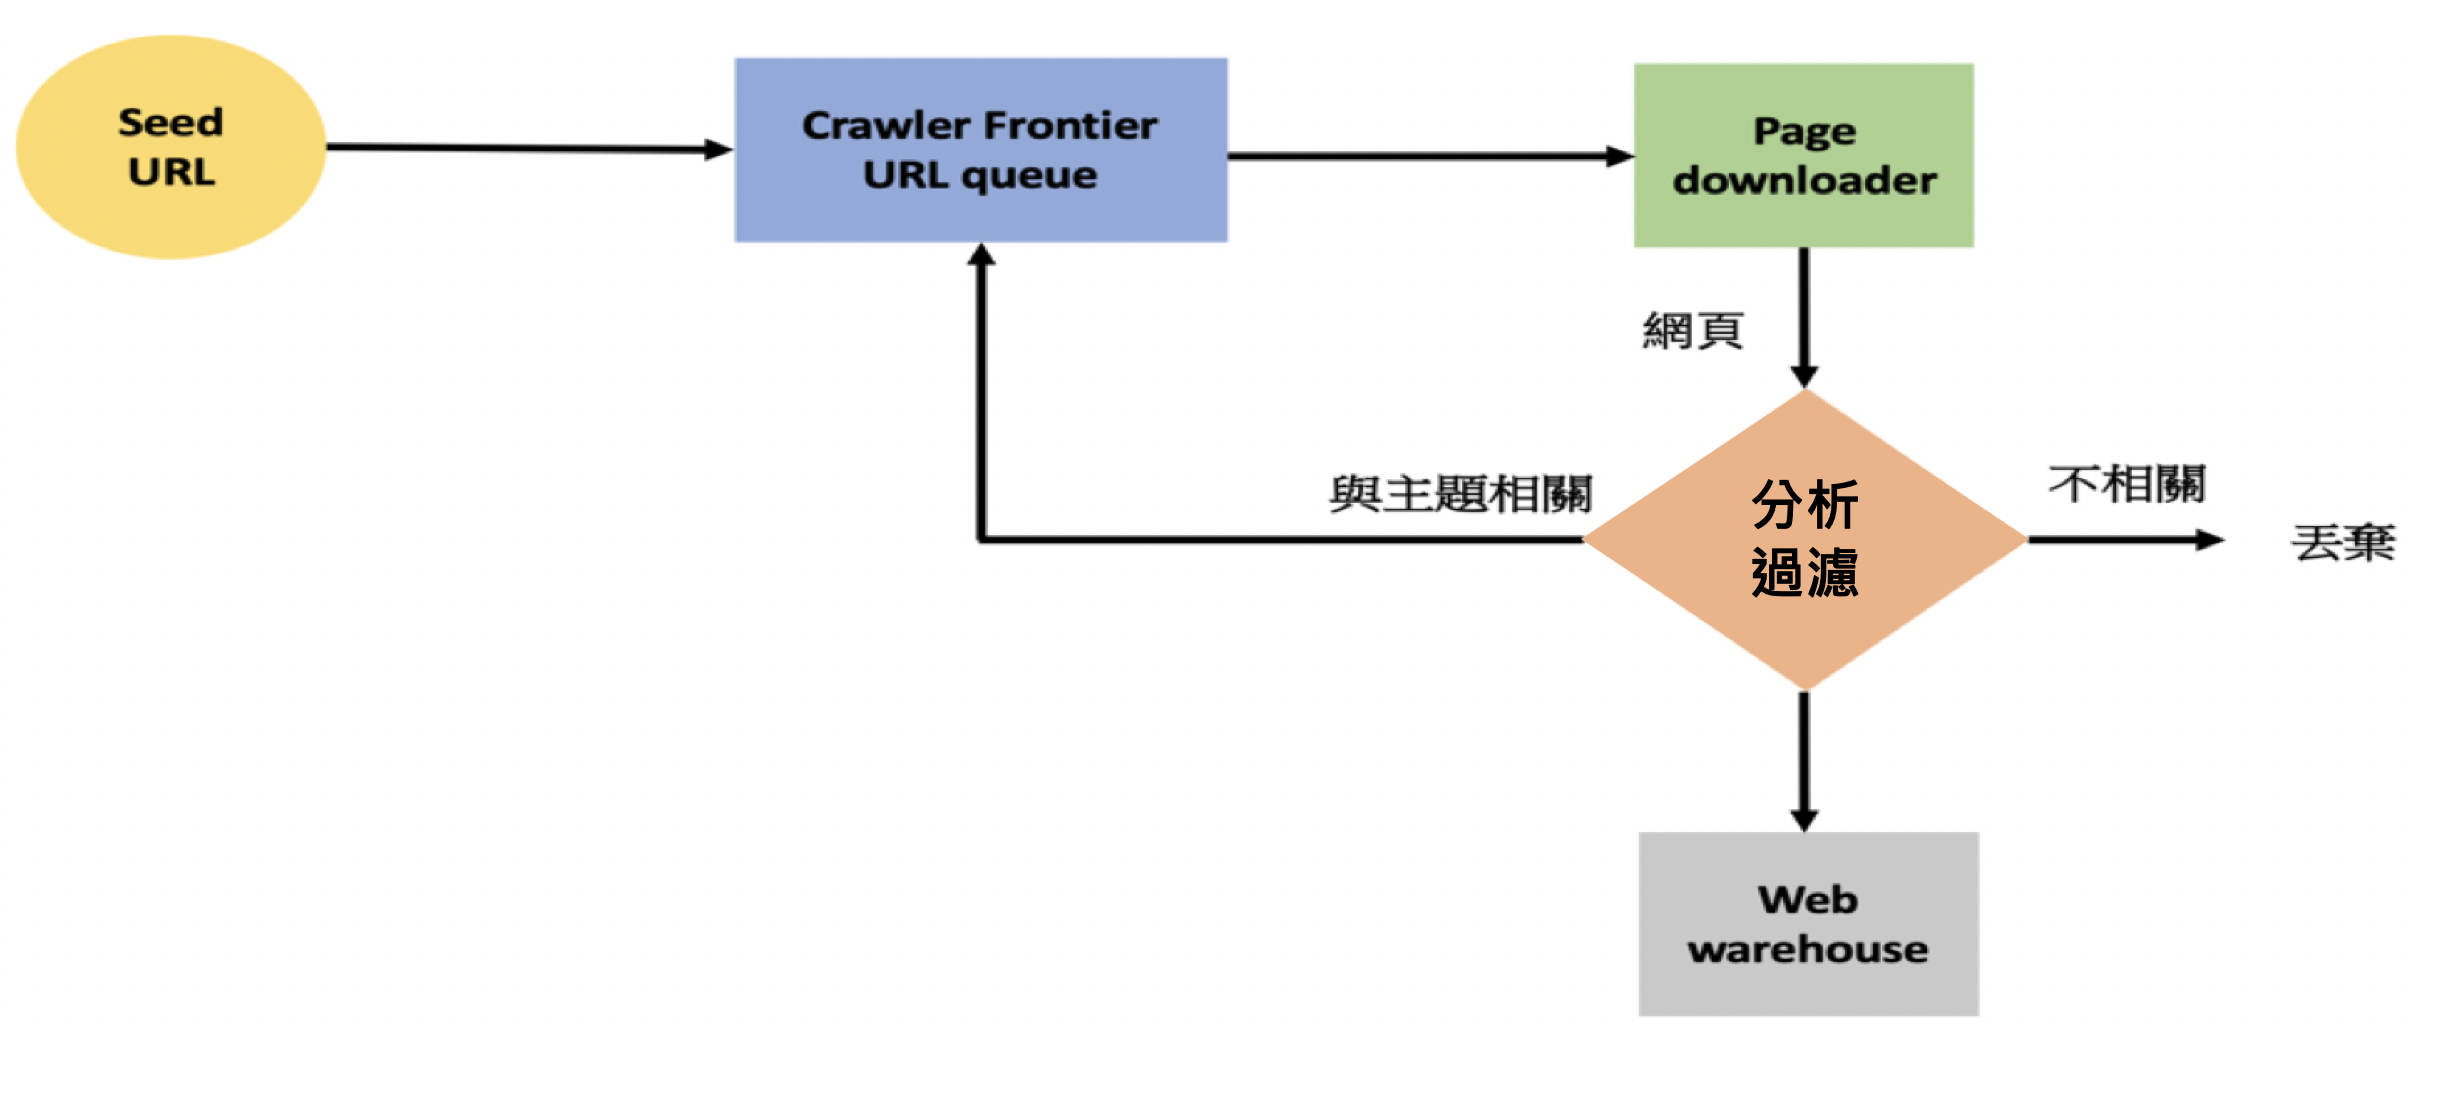 Seed
URL
Crawler Frontier
URL queue
Page
downloader
網頁
與主題相關
分析
過濾
不相關
丟棄
Web
warehouse